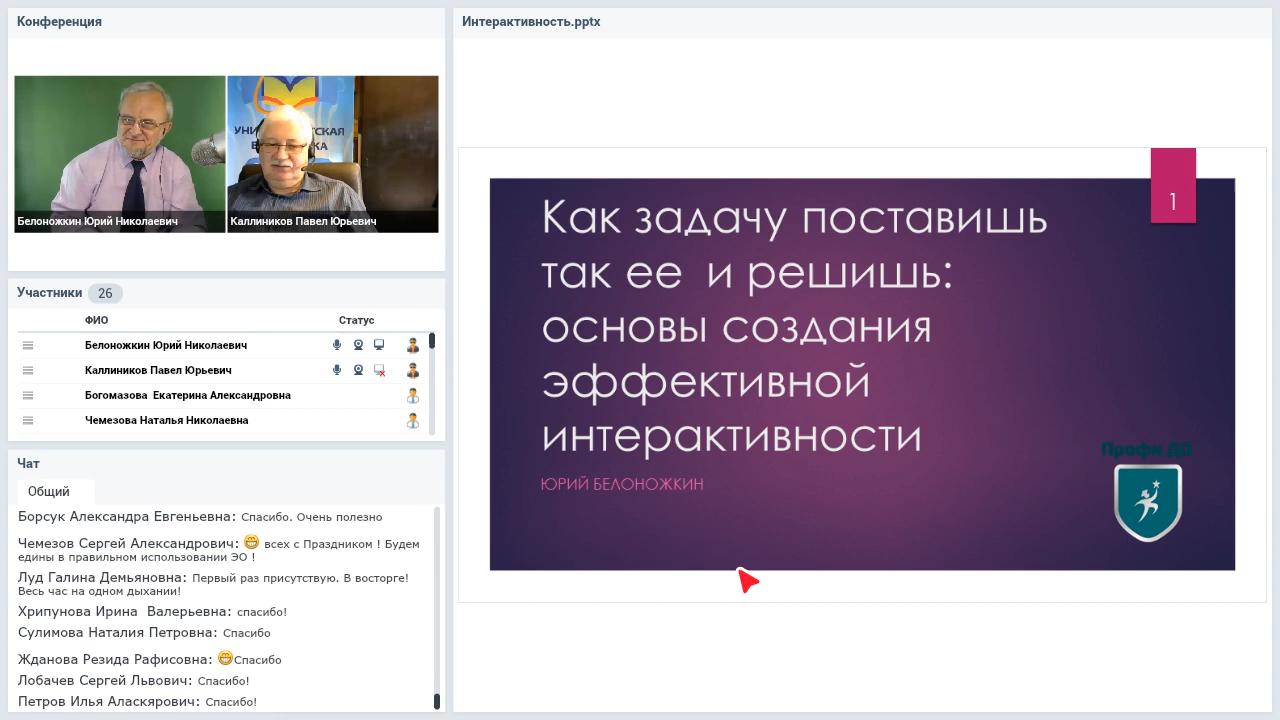 Конференция
УНИ
СКАЯ
Белоножкин Юрий Николаевич
Каллиников Павел Юрьевич
Участники 26
ФИО Статус
Белоножкин Юрий Николаевич
Каллиников Павел Юрьевич
Богомазова Екатерина Александровна
Чемезова Наталья Николаевна
Чат
Общий
Борсук Александра Евгеньевна: Спасибо. Очень полезно
Чемезов Сергей Александрович: 😁 всех с Праздником ! Будем
едины в правильном использовании ЭО !
Луд Галина Демьяновна: Первый раз присутствую. В восторге!
Весь час на одном дыхании!
Хрипунова Ирина Валерьевна: спасибо!
Сулимова Наталия Петровна: Спасибо
Жданова Резида Рафисовна: 😁Спасибо
Лобачев Сергей Львович: Спасибо!
Петров Илья Аласкярович: Спасибо!
Интерактивность.pptx
1
Как задачу поставишь
так ее и решишь:
основы создания
эффективной
интерактивности
ЮРИЙ БЕЛОНОЖКИН
Профи ДО